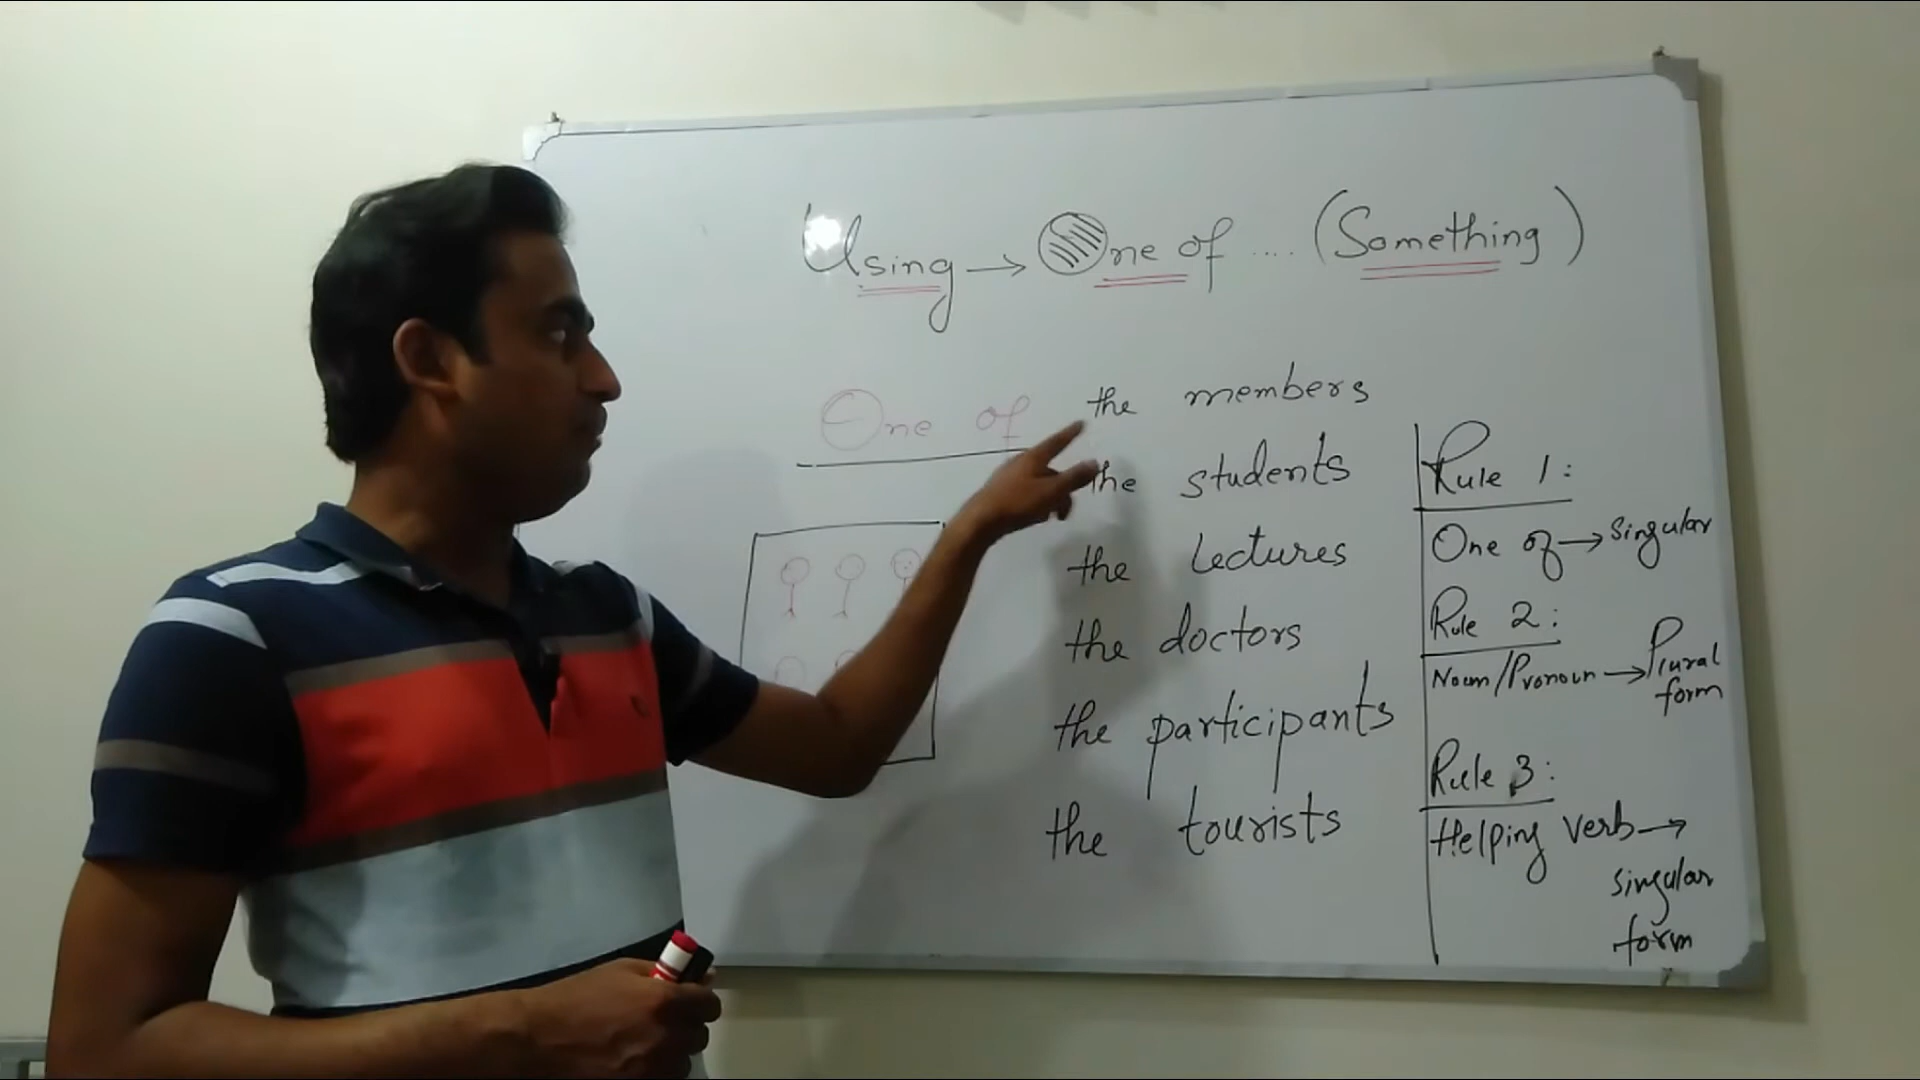 Using → One of .... (Something)
One of the members
the students
the Lectures
the doctors
the participants
the tourists
Rule 1:
One of → singular
Rule 2:
Noun/Pronoun → Plural
form
Rule 3:
Helping verb →
singular
form